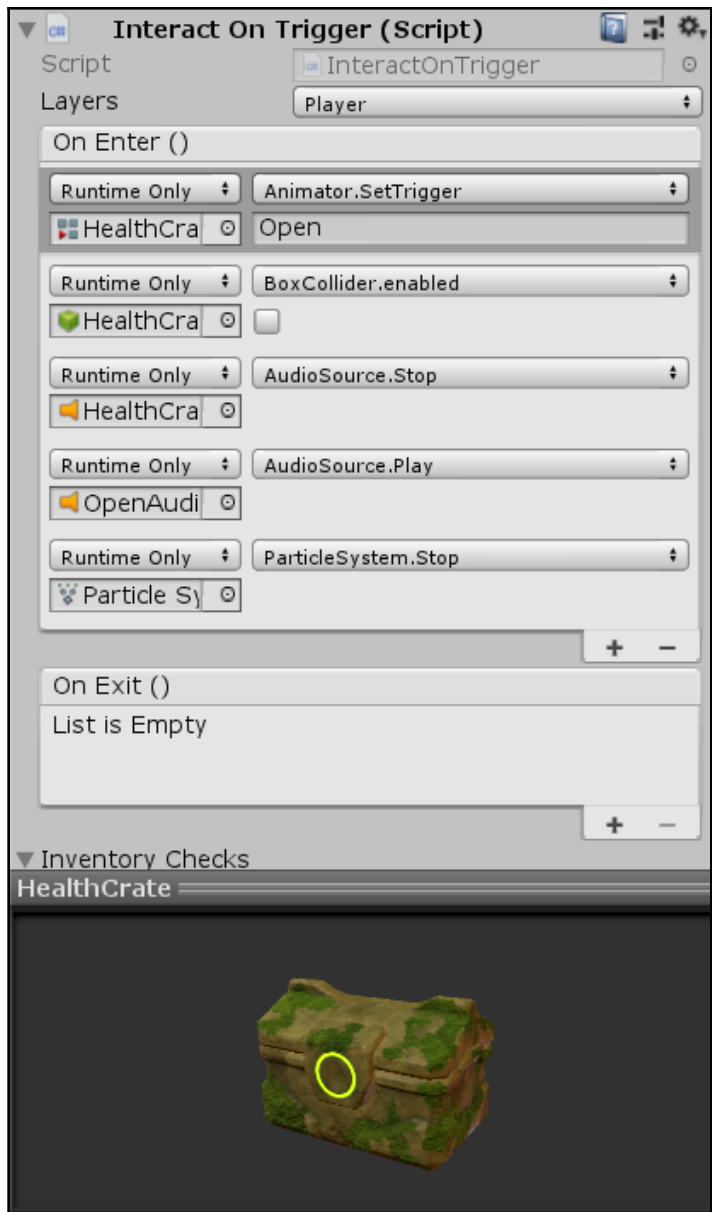 Interact On Trigger (Script)
Script InteractOnTrigger
Layers Player
On Enter ()
Runtime Only Animator.SetTrigger
HealthCra Open
Runtime Only BoxCollider.enabled
HealthCra
Runtime Only AudioSource.Stop
HealthCra
Runtime Only AudioSource.Play
OpenAudi
Runtime Only ParticleSystem.Stop
Particle Sy
+ −
On Exit ()
List is Empty
+ −
Inventory Checks
HealthCrate